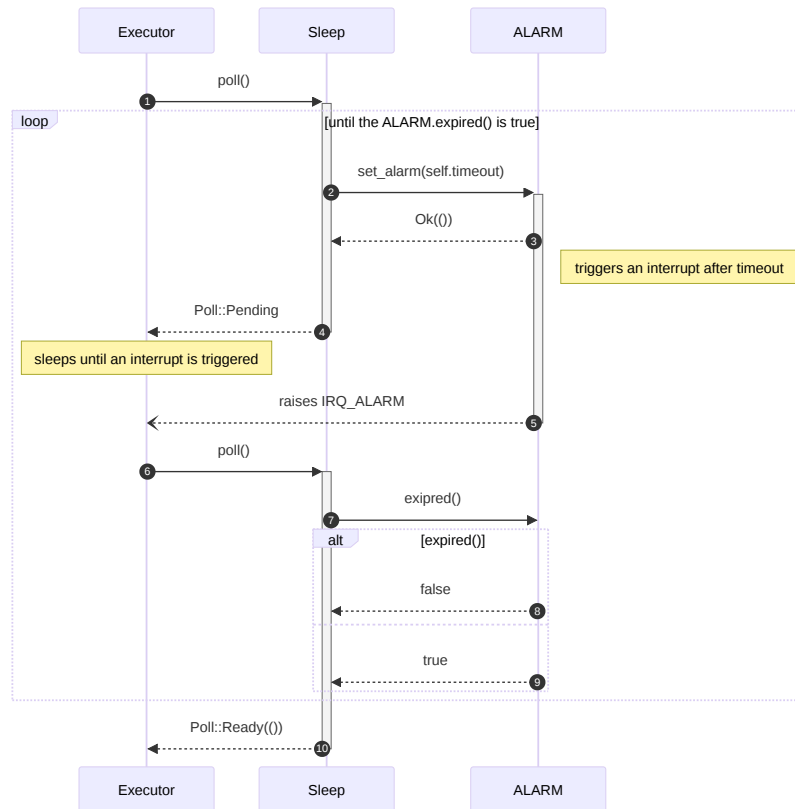 Executor
Sleep
ALARM
poll()
1
loop
[until the ALARM.expired() is true]
set_alarm(self.timeout)
2
Ok(())
3
triggers an interrupt after timeout
Poll::Pending
4
sleeps until an interrupt is triggered
raises IRQ_ALARM
5
poll()
6
exipred()
7
alt
[expired()]
false
8
true
9
Poll::Ready(())
10
Executor
Sleep
ALARM